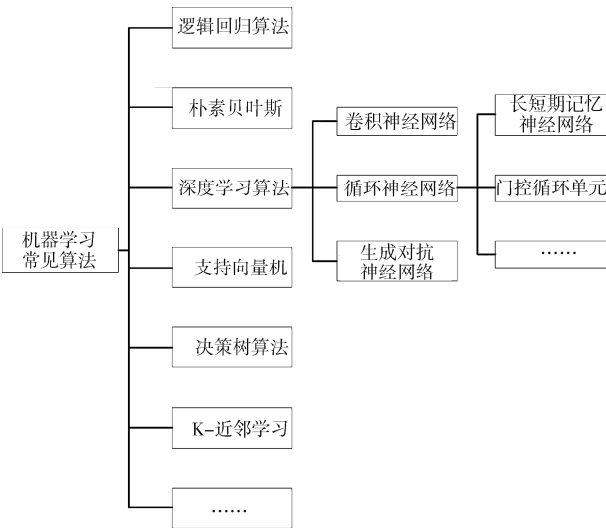 逻辑回归算法
朴素贝叶斯
卷积神经网络
长短期记忆
神经网络
深度学习算法
循环神经网络
门控循环单元
机器学习
常见算法
生成对抗
神经网络
……
支持向量机
决策树算法
K-近邻学习
……